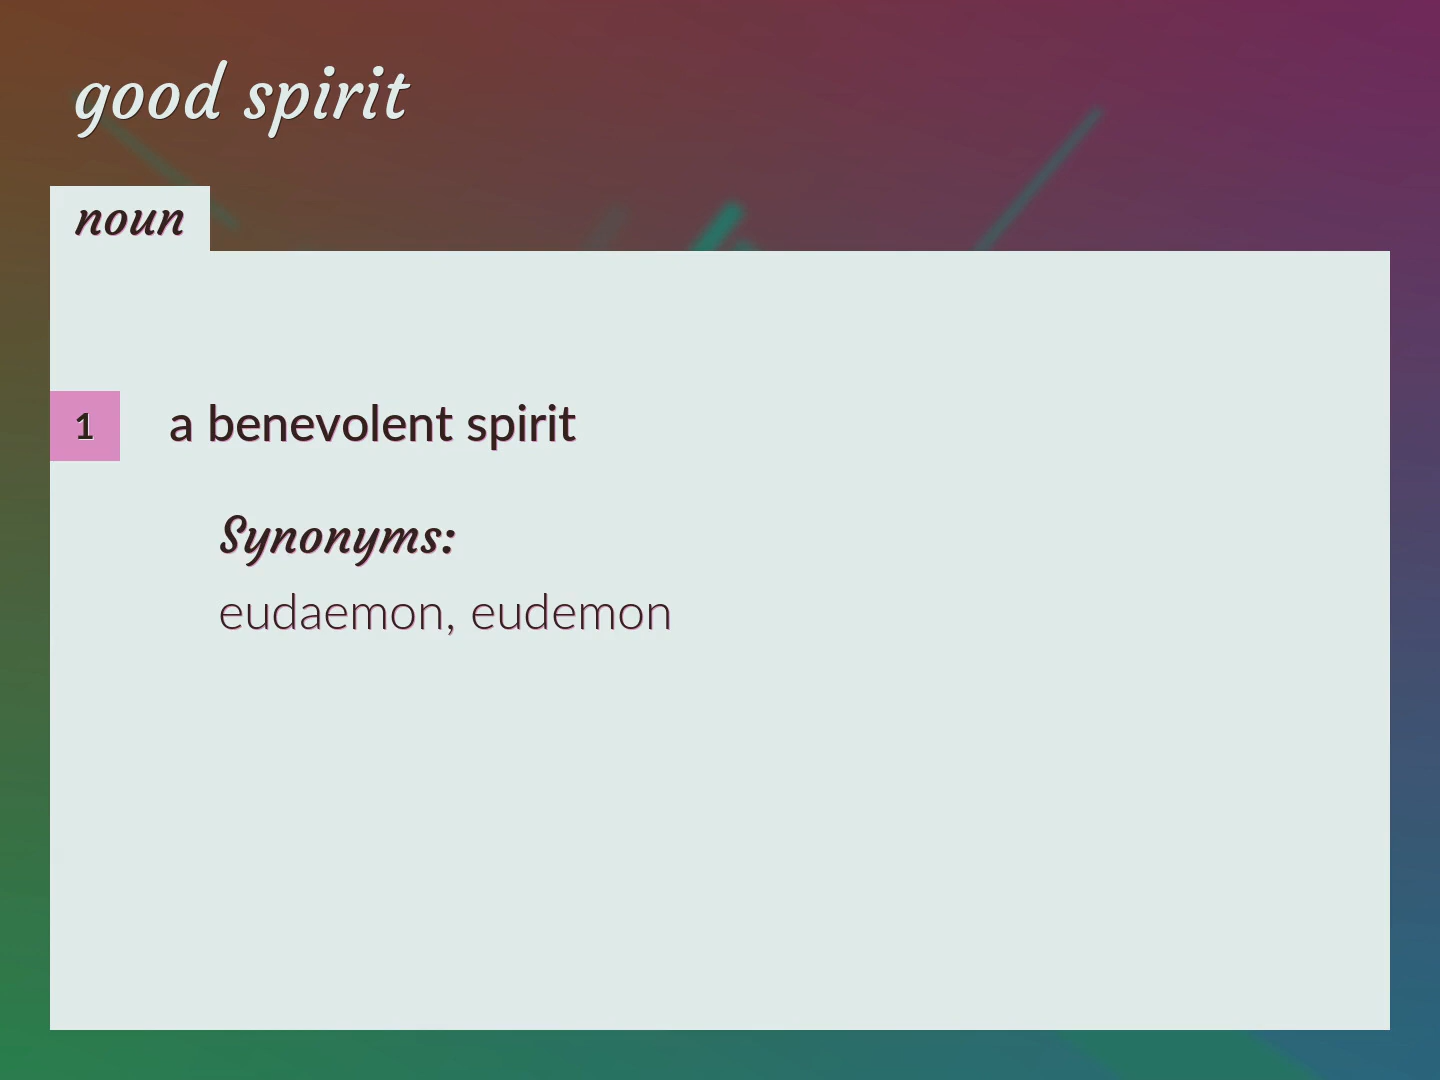 good spirit
noun
1 a benevolent spirit
Synonyms:
eudaemon, eudemon